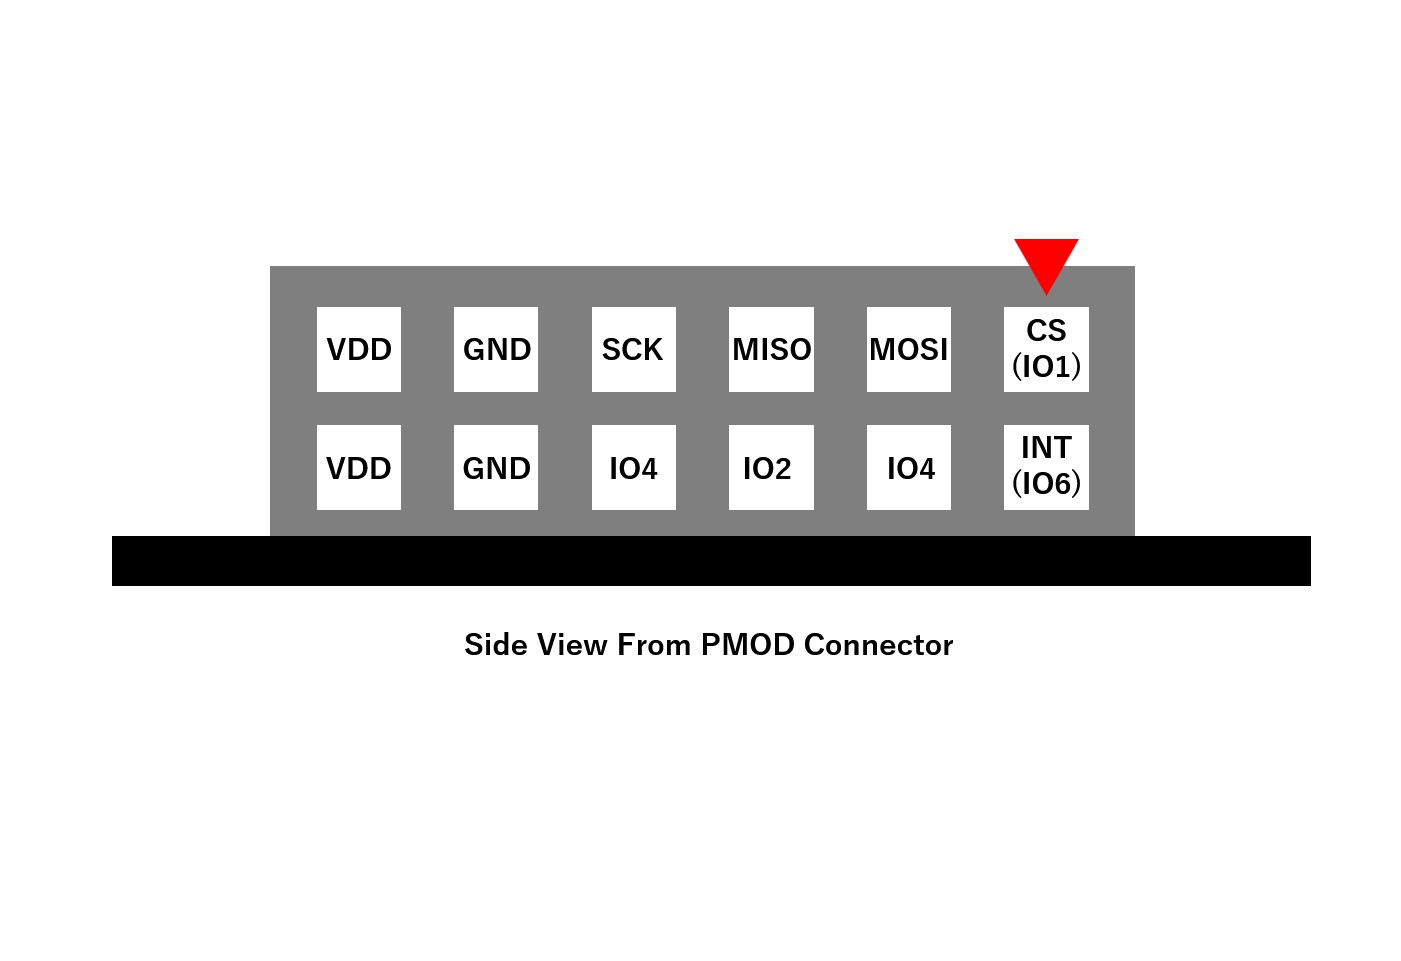 VDD GND SCK MISO MOSI CS
(IO1)
VDD GND IO4 IO2 IO4 INT
(IO6)
Side View From PMOD Connector